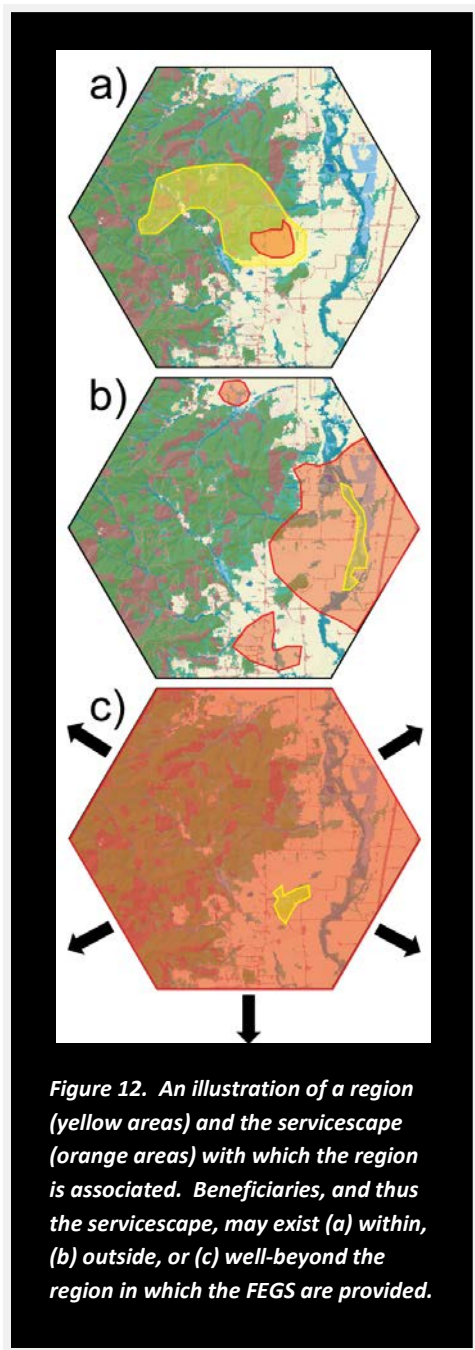 a)
b)
c)
Figure 12. An illustration of a region
(yellow areas) and the servicescape
(orange areas) with which the region
is associated. Beneficiaries, and thus
the servicescape, may exist (a) within,
(b) outside, or (c) well-beyond the
region in which the FEGS are provided.